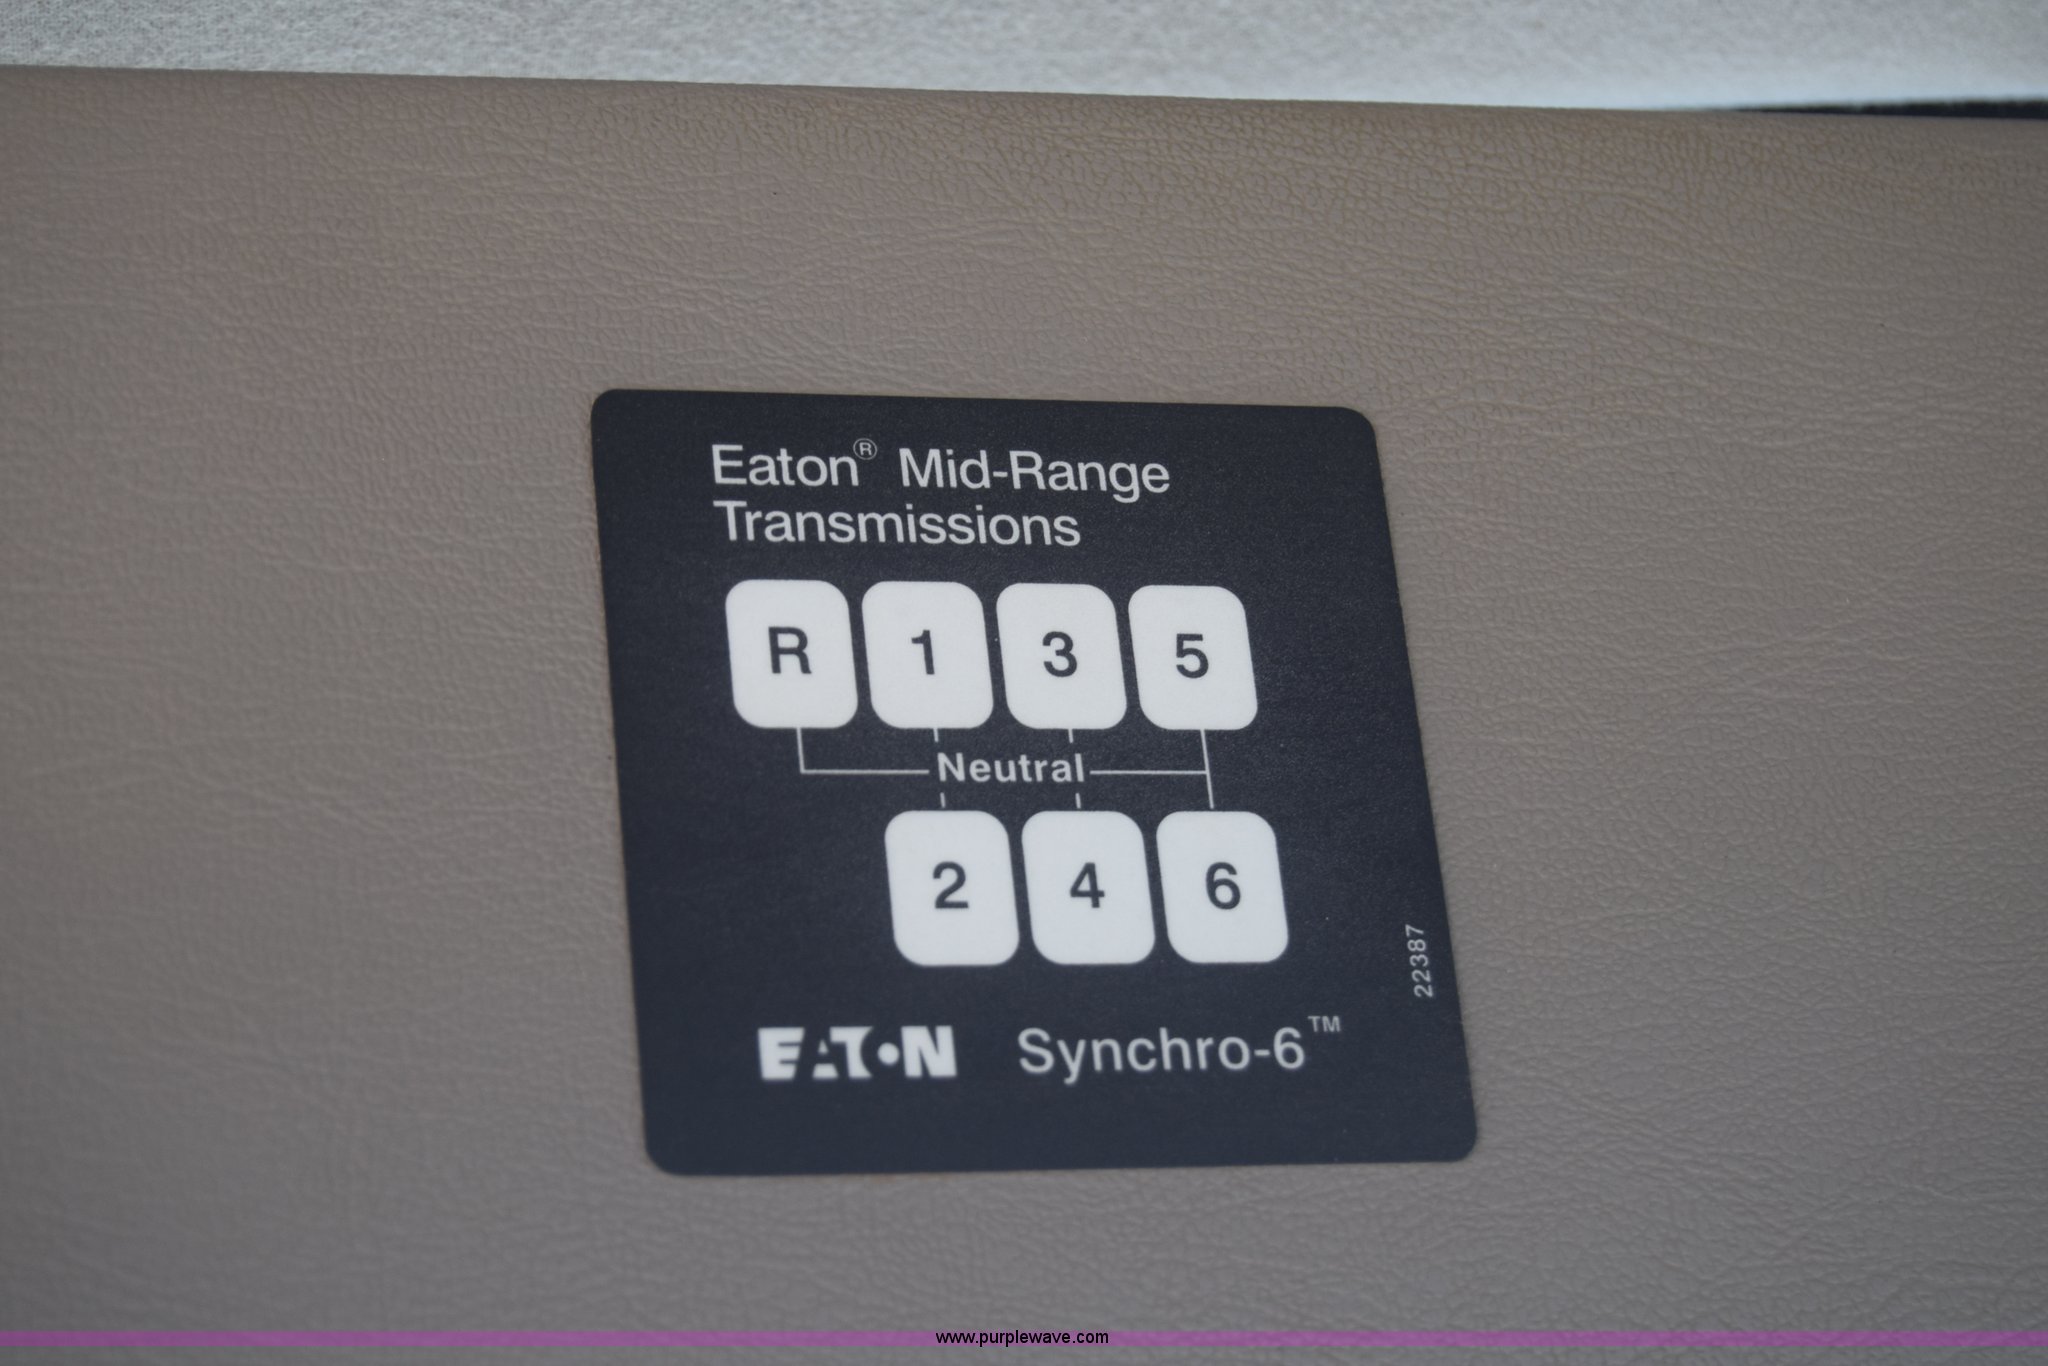 Eaton® Mid-Range
Transmissions
R 1 3 5
Neutral
2 4 6
22387
EATON Synchro-6™
www.purplewave.com